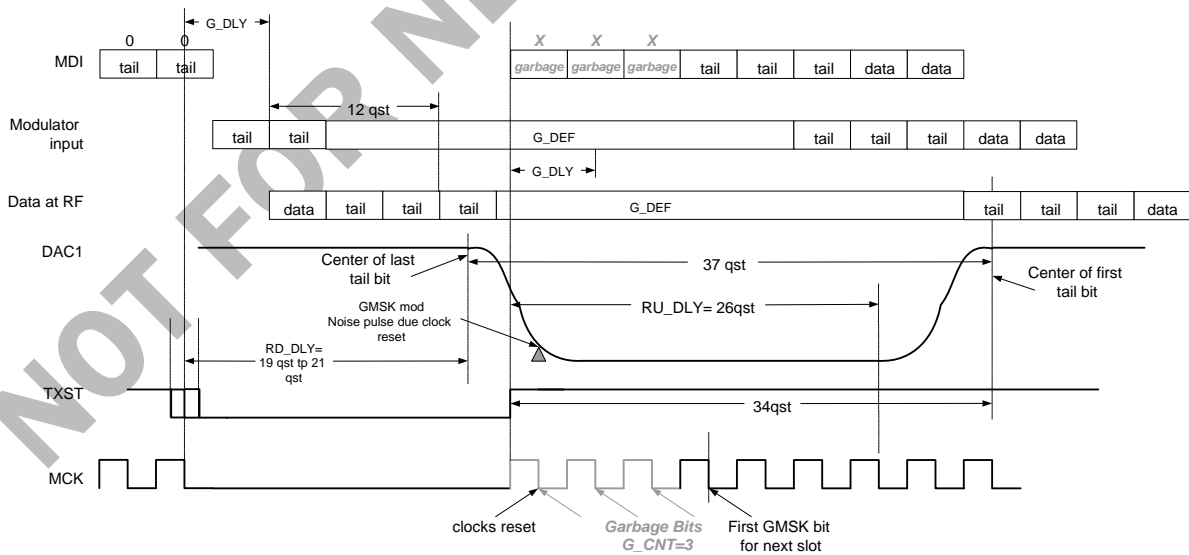 G_DLY
0 0 X X X
MDI tail tail garbage garbage garbage tail tail tail data data
12 qst
Modulator input tail tail G_DEF tail tail tail data data
G_DLY
Data at RF data tail tail tail G_DEF tail tail tail data
DAC1
Center of last tail bit
37 qst
Center of first tail bit
GMSK mod
Noise pulse due clock reset
RU_DLY= 26qst
RD_DLY=
19 qst tp 21
qst
TXST
34qst
MCK
clocks reset
Garbage Bits
G_CNT=3
First GMSK bit
for next slot
NOT FOR NE